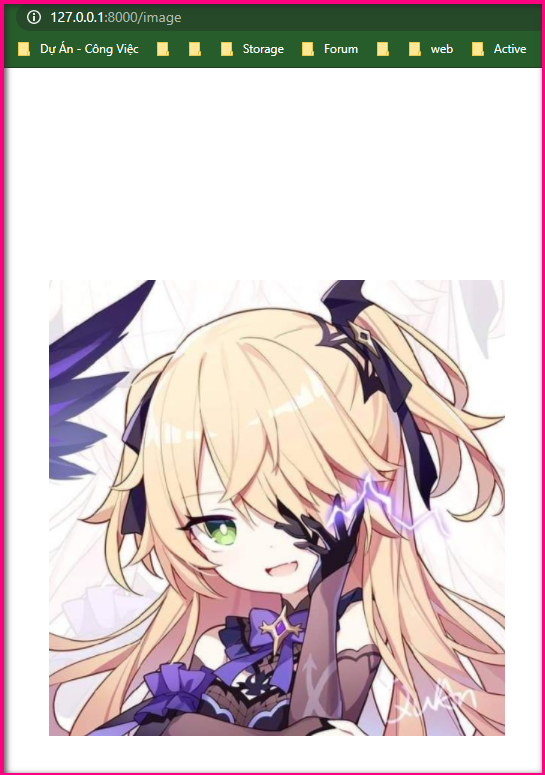 127.0.0.1:8000/image
Dự Án - Công Việc Storage Forum web Active